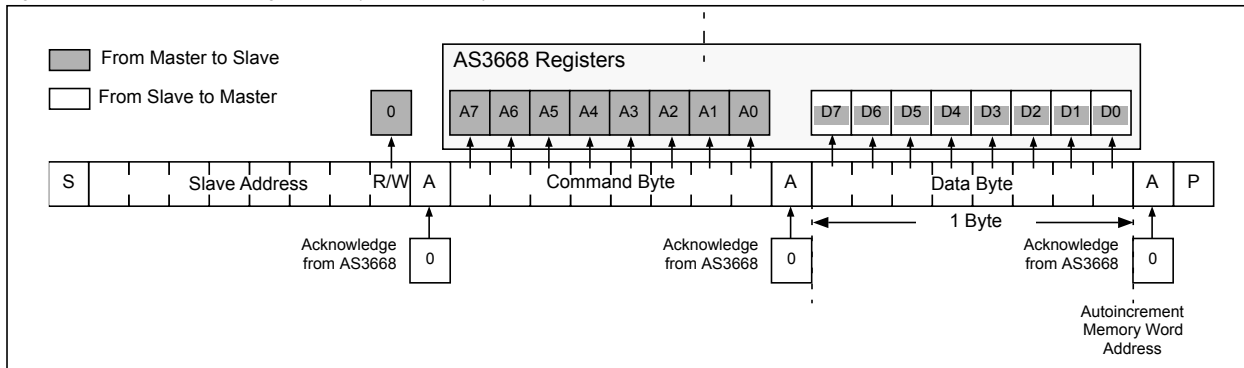 From Master to Slave
From Slave to Master
AS3668 Registers
0 A7 A6 A5 A4 A3 A2 A1 A0 D7 D6 D5 D4 D3 D2 D1 D0
S Slave Address R/W A Command Byte A Data Byte A P
1 Byte
Acknowledge
from AS3668
0
Acknowledge
from AS3668
0
Acknowledge
from AS3668
0
Autoincrement
Memory Word
Address